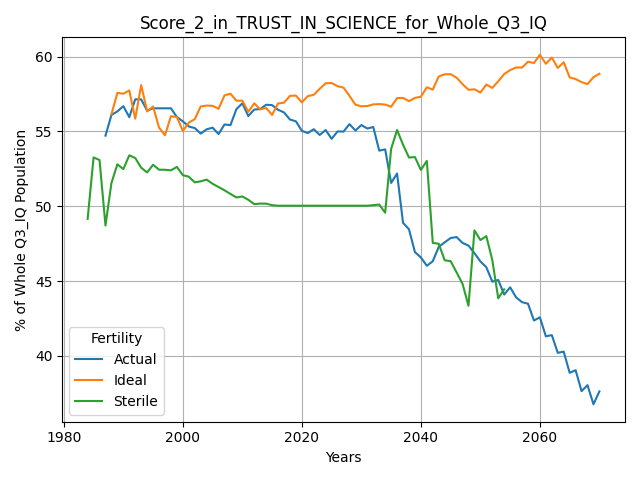 Score_2_in_TRUST_IN_SCIENCE_for_Whole_Q3_IQ
% of Whole Q3_IQ Population
60
55
50
45
40
Fertility
Actual
Ideal
Sterile
1980
2000
2020
2040
2060
Years